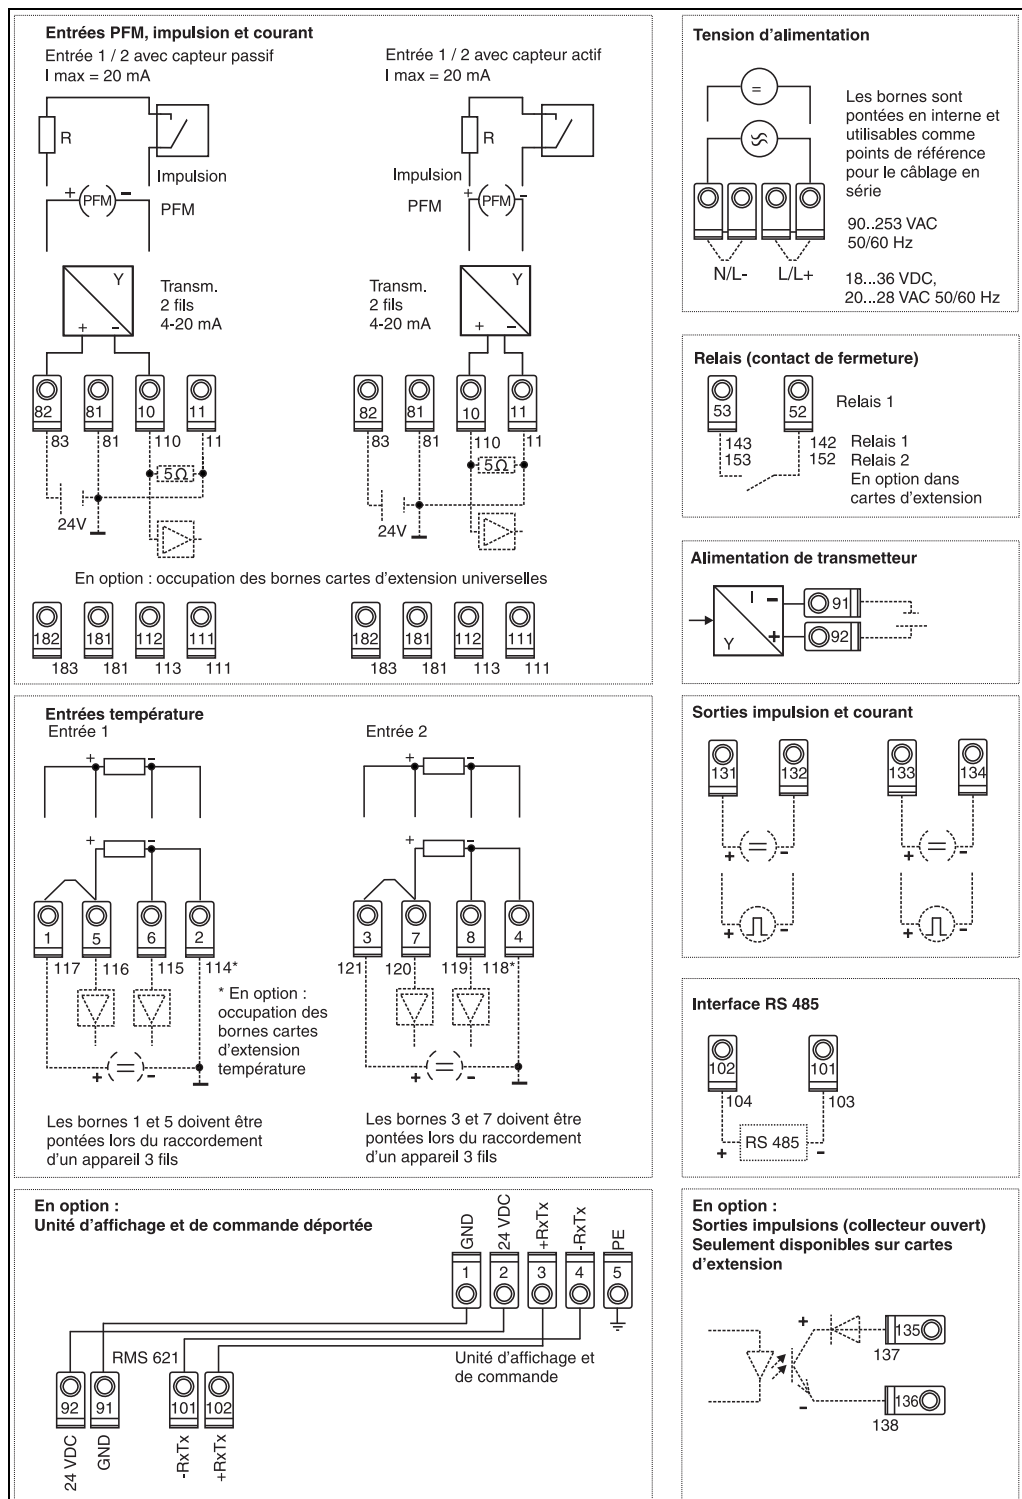 Entrées PFM, impulsion et courant
Entrée 1 / 2 avec capteur passif
I max = 20 mA
R
Impulsion
+ (PFM) -
PFM
Y
+ -
Transm.
2 fils
4-20 mA
82 81 10 11
83 81 110 11
5Ω
24V
Entrée 1 / 2 avec capteur actif
I max = 20 mA
R
Impulsion
+ (PFM) -
PFM
Y
+ -
Transm.
2 fils
4-20 mA
82 81 10 11
83 81 110 11
5Ω
24V
En option : occupation des bornes cartes d'extension universelles
182 181 112 111
183 181 113 111
182 181 112 111
183 181 113 111
Entrées température
Entrée 1
+ -
+ -
1 5 6 2
117 116 115 114*
+ (=) -
* En option :
occupation des
bornes cartes
d'extension
température
Les bornes 1 et 5 doivent être
pontées lors du raccordement
d'un appareil 3 fils
Entrée 2
+ -
+ -
3 7 8 4
121 120 119 118*
+ (=) -
Les bornes 3 et 7 doivent être
pontées lors du raccordement
d'un appareil 3 fils
En option :
Unité d'affichage et de commande déportée
GND 24 VDC +RxTx -RxTx PE
1 2 3 4 5
RMS 621
Unité d'affichage et
de commande
92 91 101 102
24 VDC GND -RxTx +RxTx
Tension d'alimentation
=
Les bornes sont
pontées en interne et
utilisables comme
points de référence
pour le câblage en
série
90..253 VAC
50/60 Hz
N/L- L/L+
18...36 VDC,
20...28 VAC 50/60 Hz
Relais (contact de fermeture)
53 52 Relais 1
143 142 Relais 1
153 152 Relais 2
En option dans
cartes d'extension
Alimentation de transmetteur
I - 91
Y + 92
Sorties impulsion et courant
131 132 133 134
+ (=) - + (=) -
+ - + -
Interface RS 485
102 101
104 103
+ RS 485 -
En option :
Sorties impulsions (collecteur ouvert)
Seulement disponibles sur cartes
d'extension
+ 135
137
- 136
138